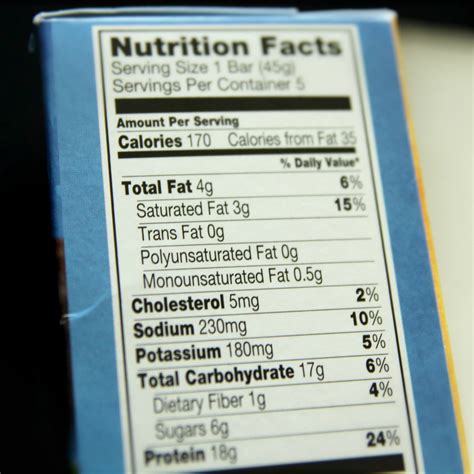 Nutrition Facts
Serving Size 1 Bar (45g)
Servings Per Container 5
Amount Per Serving
Calories 170 Calories from Fat 35
% Daily Value*
Total Fat 4g 6%
Saturated Fat 3g 15%
Trans Fat 0g
Polyunsaturated Fat 0g
Monounsaturated Fat 0.5g
Cholesterol 5mg 2%
Sodium 230mg 10%
Potassium 180mg 5%
Total Carbohydrate 17g 6%
Dietary Fiber 1g 4%
Sugars 6g
Protein 18g 24%